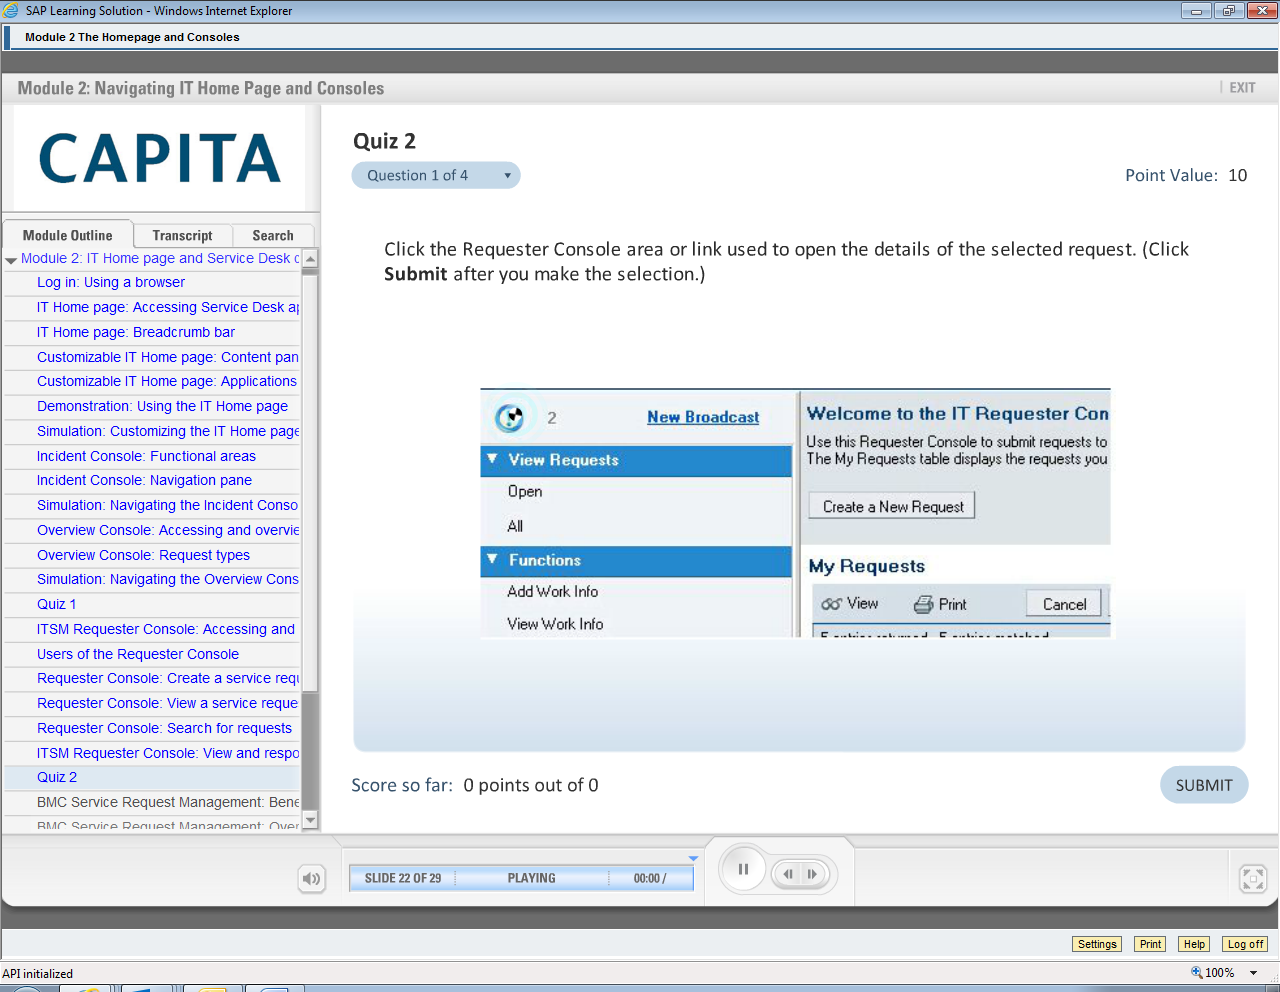 SAP Learning Solution - Windows Internet Explorer
Module 2 The Homepage and Consoles
Module 2: Navigating IT Home Page and Consoles
EXIT
CAPITA
Module Outline
Transcript
Search
Module 2: IT Home page and Service Desk c
Log in: Using a browser
IT Home page: Accessing Service Desk ap
IT Home page: Breadcrumb bar
Customizable IT Home page: Content pan
Customizable IT Home page: Applications
Demonstration: Using the IT Home page
Simulation: Customizing the IT Home page
Incident Console: Functional areas
Incident Console: Navigation pane
Simulation: Navigating the Incident Conso
Overview Console: Accessing and overvie
Overview Console: Request types
Simulation: Navigating the Overview Cons
Quiz 1
ITSM Requester Console: Accessing and
Users of the Requester Console
Requester Console: Create a service requ
Requester Console: View a service reque
Requester Console: Search for requests
ITSM Requester Console: View and respo
Quiz 2
BMC Service Request Management: Bene
BMC Service Request Management: Over
Quiz 2
Question 1 of 4
Point Value: 10
Click the Requester Console area or link used to open the details of the selected request. (Click
Submit after you make the selection.)
2
New Broadcast
View Requests
Open
All
Functions
Add Work Info
View Work Info
Welcome to the IT Requester Con
Use this Requester Console to submit requests to
The My Requests table displays the requests you
Create a New Request
My Requests
View
Print
Cancel
5 entries returned - 5 entries matched
Score so far: 0 points out of 0
SUBMIT
SLIDE 22 OF 29
PLAYING
00:00 /
Settings
Print
Help
Log off
API initialized
100%